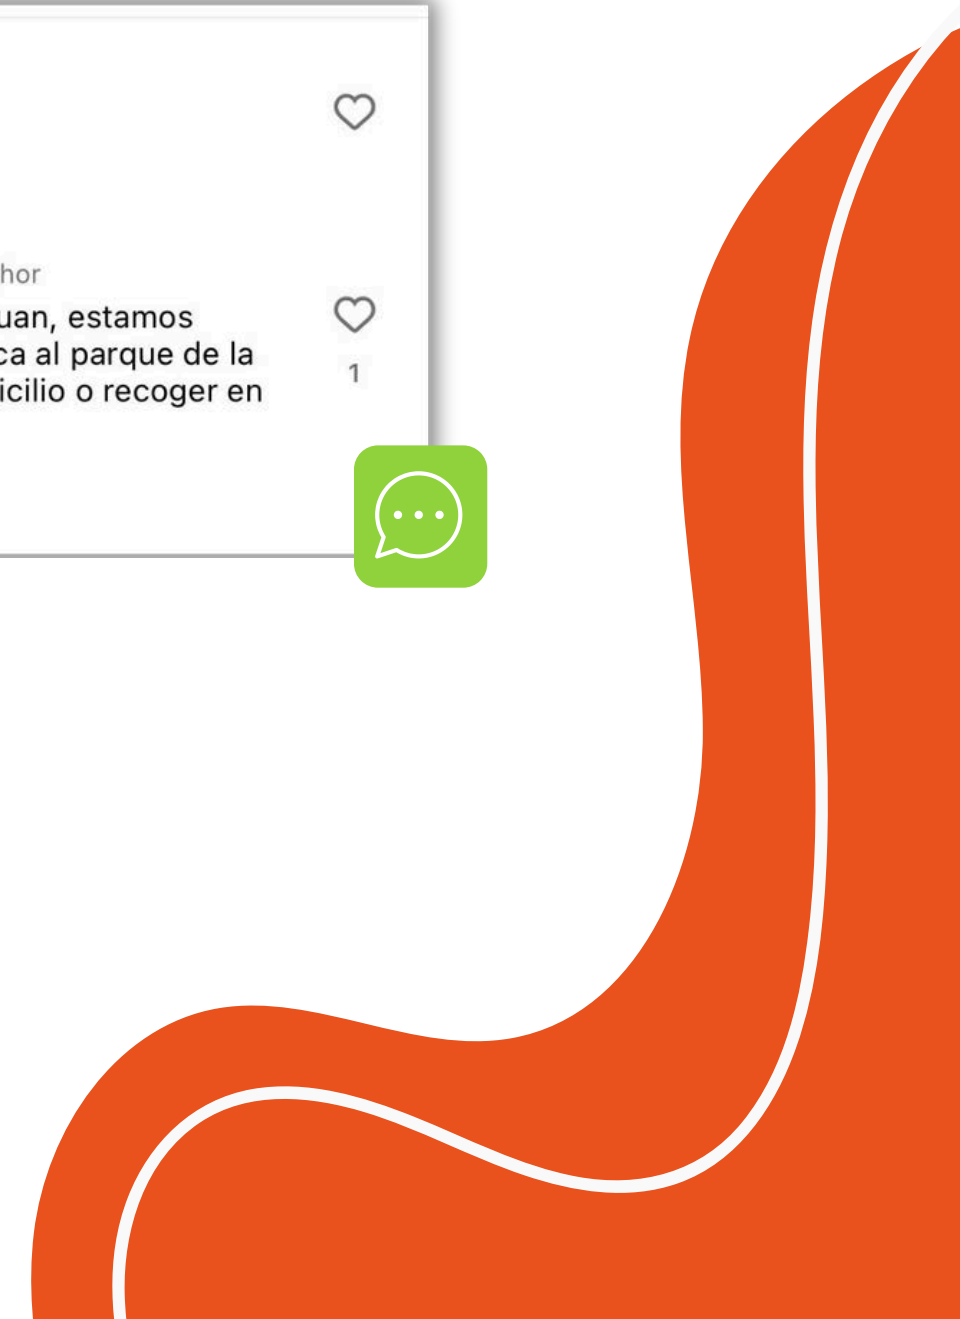 hor
uan, estamos
ca al parque de la
icilio o recoger en
1